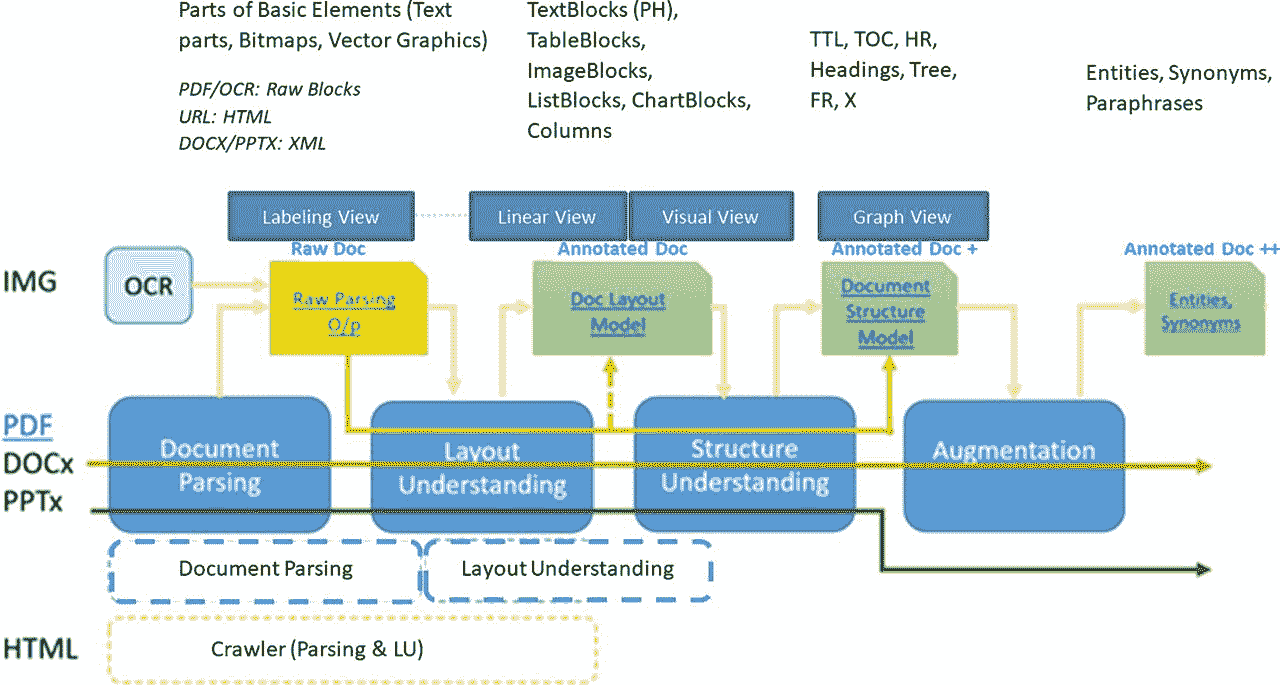 Parts of Basic Elements (Text
parts, Bitmaps, Vector Graphics)
PDF/OCR: Raw Blocks
URL: HTML
DOCX/PPTX: XML
TextBlocks (PH),
TableBlocks,
ImageBlocks,
ListBlocks, ChartBlocks,
Columns
TTL, TOC, HR,
Headings, Tree,
FR, X
Entities, Synonyms,
Paraphrases
Labeling View
Linear View
Visual View
Graph View
Raw Doc
Annotated Doc
Annotated Doc +
Annotated Doc ++
IMG
OCR
Raw Parsing
O/p
Doc Layout
Model
Document
Structure
Model
Entities,
Synonyms
PDF
DOCx
PPTx
Document
Parsing
Layout
Understanding
Structure
Understanding
Augmentation
Document Parsing
Layout Understanding
HTML
Crawler (Parsing & LU)